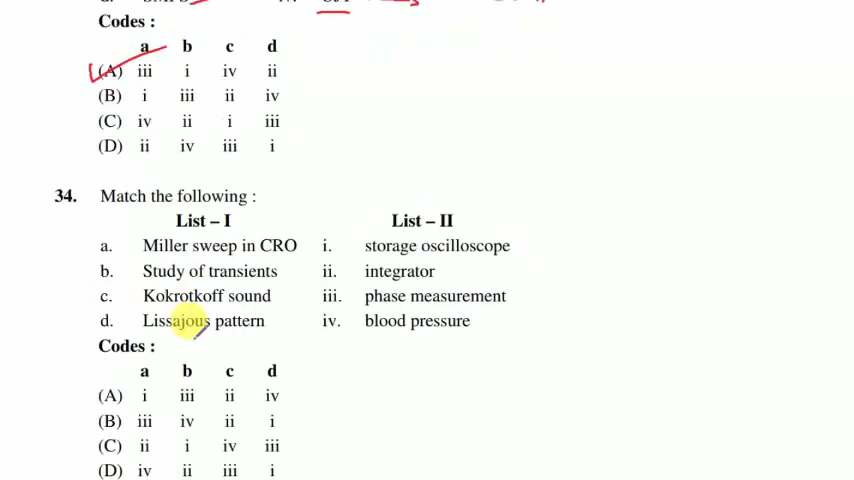 Codes :
a b c d
(A) iii i iv ii
(B) i iii ii iv
(C) iv ii i iii
(D) ii iv iii i
34. Match the following :
List – I List – II
a. Miller sweep in CRO i. storage oscilloscope
b. Study of transients ii. integrator
c. Kokrotkoff sound iii. phase measurement
d. Lissajous pattern iv. blood pressure
Codes :
a b c d
(A) i iii ii iv
(B) iii iv ii i
(C) ii i iv iii
(D) iv ii iii i